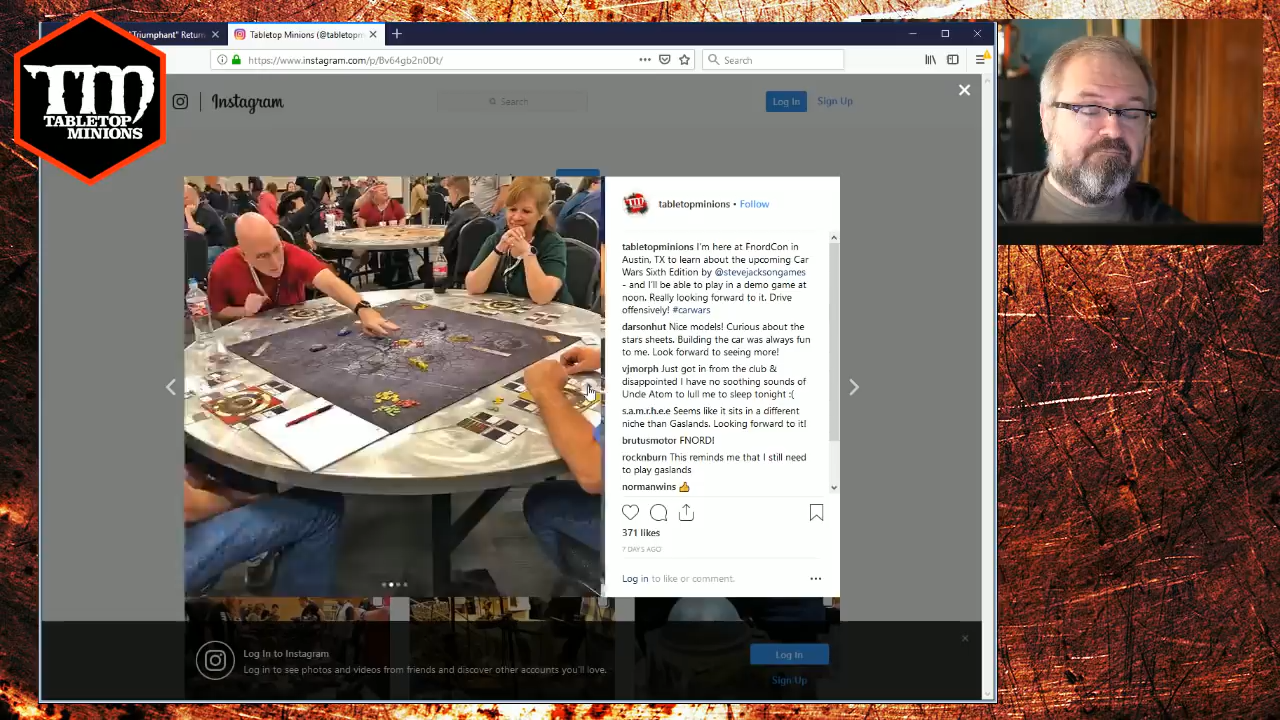 TM
TABLETOP
MINIONS
"Triumphant" Return
Tabletop Minions (@tabletopm
https://www.instagram.com/p/Bv64gb2n0Dt/
Search
Instagram
Search
Log In
Sign Up
tabletopminions • Follow
tabletopminions I'm here at FnordCon in
Austin, TX to learn about the upcoming Car
Wars Sixth Edition by @stevejacksongames
- and I'll be able to play in a demo game at
noon. Really looking forward to it. Drive
offensively! #carwars
darsonhut Nice models! Curious about the
stars sheets. Building the car was always fun
to me. Look forward to seeing more!
vjmorph Just got in from the club &
disappointed I have no soothing sounds of
Uncle Atom to lull me to sleep tonight :(
s.a.m.r.h.e.e Seems like it sits in a different
niche than Gaslands. Looking forward to it!
brutusmotor FNORD!
rocknburn This reminds me that I still need
to play gaslands
normanwins 👍
371 likes
7 DAYS AGO
Log in to like or comment.
Log In to Instagram
Log in to see photos and videos from friends and discover other accounts you'll love.
Log In
Sign Up